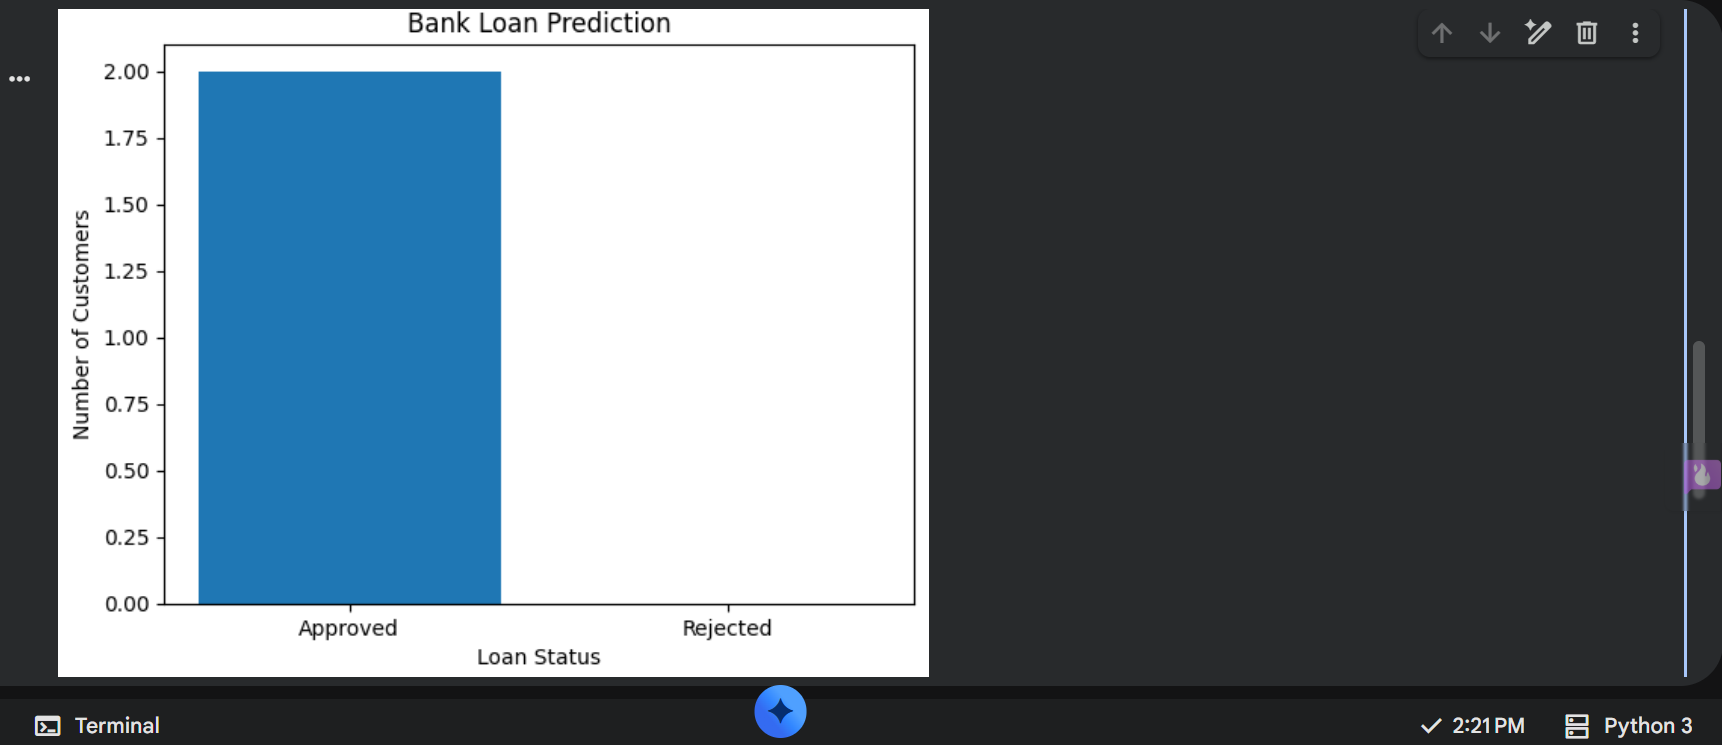 Bank Loan Prediction
2.00
1.75
1.50
1.25
1.00
0.75
0.50
0.25
0.00
Number of Customers
Approved Rejected
Loan Status
Terminal 2:21 PM Python 3